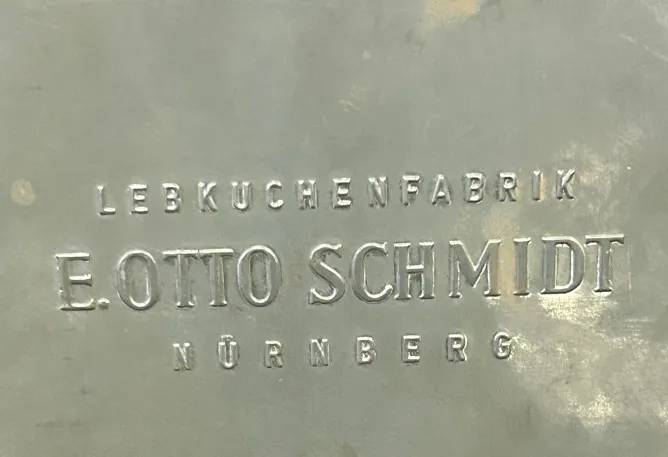 LEBKUCHENFABRIK
E. OTTO SCHMIDT
NÜRNBERG